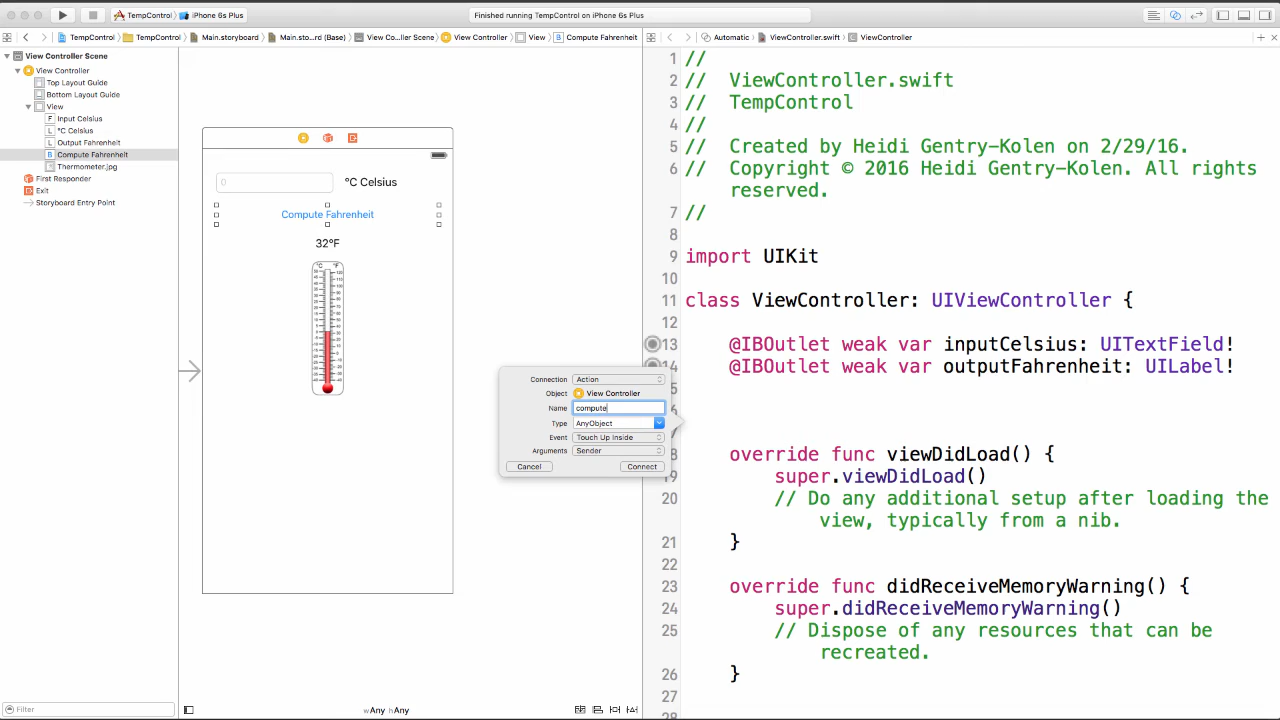 TempControl
iPhone 6s Plus
Finished running TempControl on iPhone 6s Plus
TempControl
TempControl
Main.storyboard
Main.sto...rd (Base)
View Co...ller Scene
View Controller
View
B Compute Fahrenheit
Automatic
ViewController.swift
ViewController
View Controller Scene
View Controller
Top Layout Guide
Bottom Layout Guide
View
F Input Celsius
L °C Celsius
L Output Fahrenheit
B Compute Fahrenheit
Thermometer.jpg
First Responder
Exit
Storyboard Entry Point
Filter
0
°C Celsius
Compute Fahrenheit
32°F
°C °F
wAny hAny
Connection Action
Object View Controller
Name compute
Type AnyObject
Event Touch Up Inside
Arguments Sender
Cancel
Connect
1 //
2 // ViewController.swift
3 // TempControl
4 //
5 // Created by Heidi Gentry-Kolen on 2/29/16.
6 // Copyright © 2016 Heidi Gentry-Kolen. All rights
reserved.
7 //
8
9 import UIKit
10
11 class ViewController: UIViewController {
12
13 @IBOutlet weak var inputCelsius: UITextField!
14 @IBOutlet weak var outputFahrenheit: UILabel!
5
6
7
8 override func viewDidLoad() {
19 super.viewDidLoad()
20 // Do any additional setup after loading the
view, typically from a nib.
21 }
22
23 override func didReceiveMemoryWarning() {
24 super.didReceiveMemoryWarning()
25 // Dispose of any resources that can be
recreated.
26 }
27
28